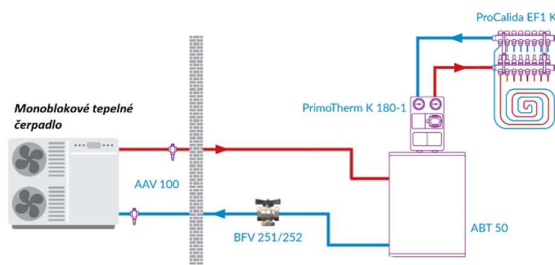 ProCalida EF1 K
PrimoTherm K 180-1
Monoblokové tepelné
čerpadlo
AAV 100
BFV 251/252
ABT 50